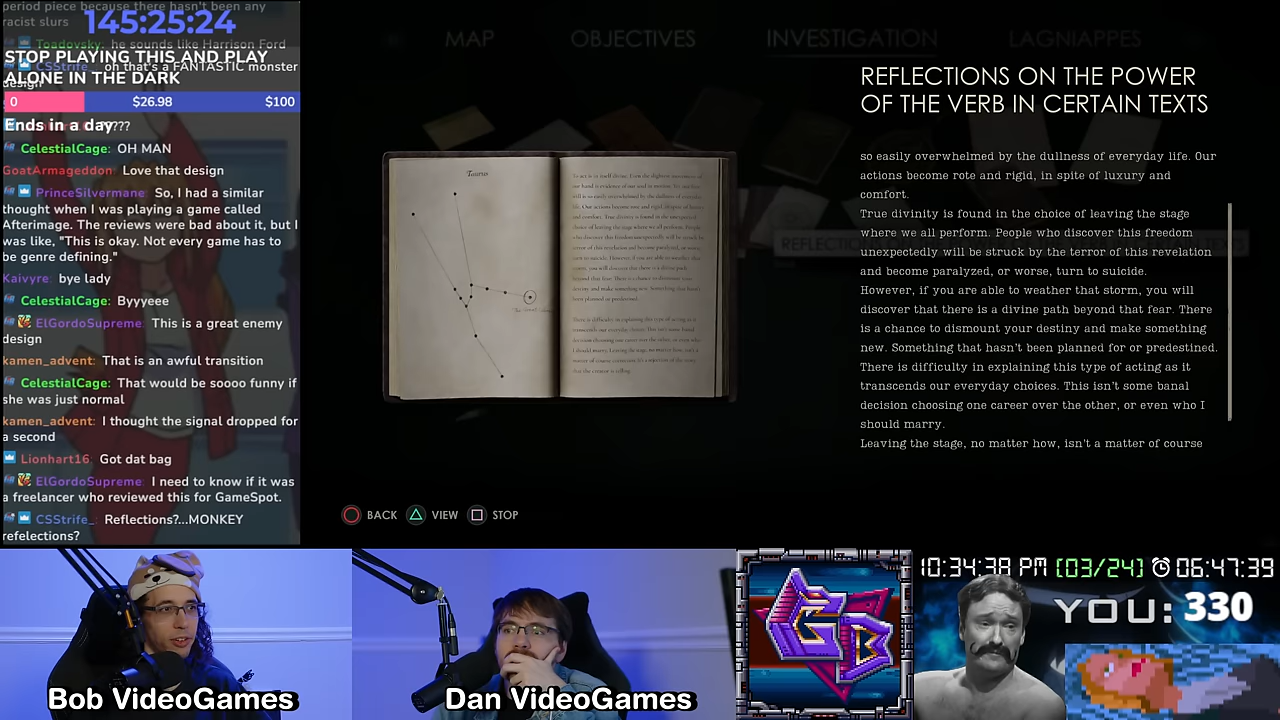 period piece because there hasn't been any
racist slurs
145:25:24
Toadovsky: he sounds like Harrison Ford
STOP PLAYING THIS AND PLAY
ALONE IN THE DARK
CSStrife_: oh that's a FANTASTIC monster
design
0 $26.98 $100
Ends in a day
????
CelestialCage: OH MAN
GoatArmageddon: Love that design
PrinceSilvermane: So, I had a similar
thought when I was playing a game called
Afterimage. The reviews were bad about it, but I
was like, "This is okay. Not every game has to
be genre defining."
Kaivyre: bye lady
CelestialCage: Byyyeee
ElGordoSupreme: This is a great enemy
design
kamen_advent: That is an awful transition
CelestialCage: That would be soooo funny if
she was just normal
kamen_advent: I thought the signal dropped for
a second
Lionhart16: Got dat bag
ElGordoSupreme: I need to know if it was
a freelancer who reviewed this for GameSpot.
CSStrife_: Reflections?...MONKEY
refelections?
MAP OBJECTIVES INVESTIGATION LAGNIAPPES
Taurus
REFLECTIONS ON THE POWER
OF THE VERB IN CERTAIN TEXTS
so easily overwhelmed by the dullness of everyday life. Our
actions become rote and rigid, in spite of luxury and
comfort.
True divinity is found in the choice of leaving the stage
where we all perform. People who discover this freedom
unexpectedly will be struck by the terror of this revelation
and become paralyzed, or worse, turn to suicide.
However, if you are able to weather that storm, you will
discover that there is a divine path beyond that fear. There
is a chance to dismount your destiny and make something
new. Something that hasn't been planned for or predestined.
There is difficulty in explaining this type of acting as it
transcends our everyday choices. This isn't some banal
decision choosing one career over the other, or even who I
should marry.
Leaving the stage, no matter how, isn't a matter of course
BACK VIEW STOP
Bob VideoGames
Dan VideoGames
GB
10:34:38 PM [03/24] 06:47:39
YOU: 330